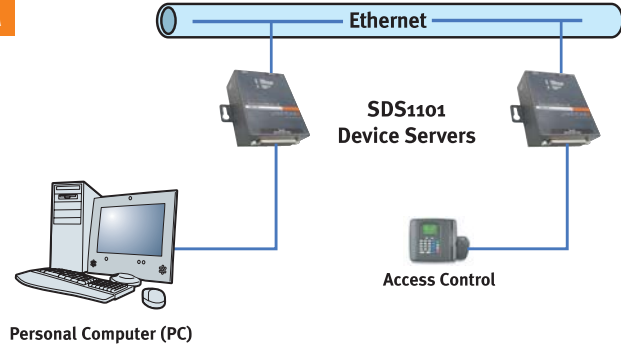 Ethernet
SDS1101
Device Servers
Access Control
Personal Computer (PC)